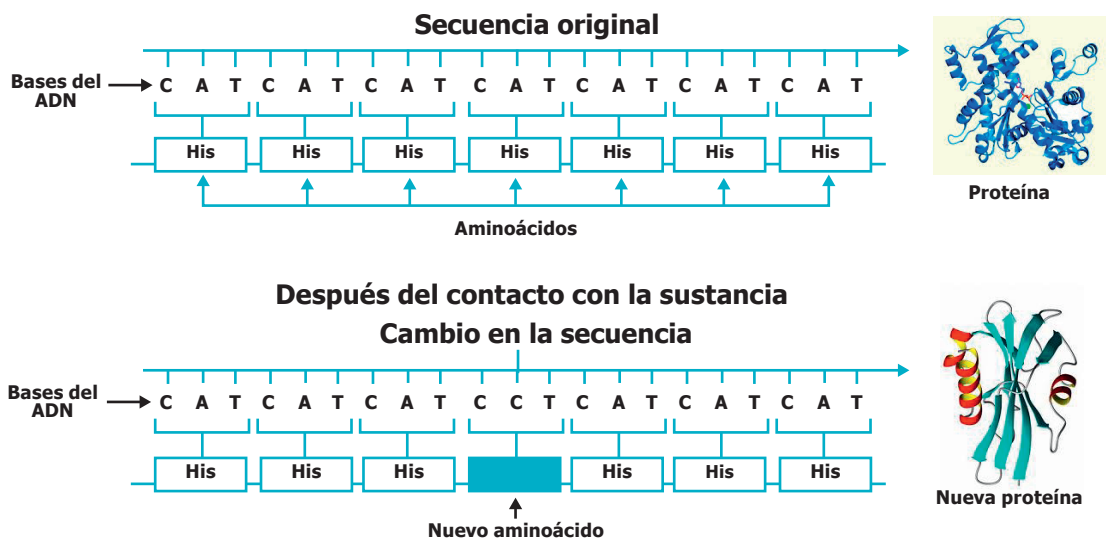 Secuencia original
Bases del
ADN
C A T C A T C A T C A T C A T C A T C A T
His His His His His His His
Aminoácidos
Proteína
Después del contacto con la sustancia
Cambio en la secuencia
Bases del
ADN
C A T C A T C A T C C T C A T C A T C A T
His His His His His His
Nuevo aminoácido
Nueva proteína